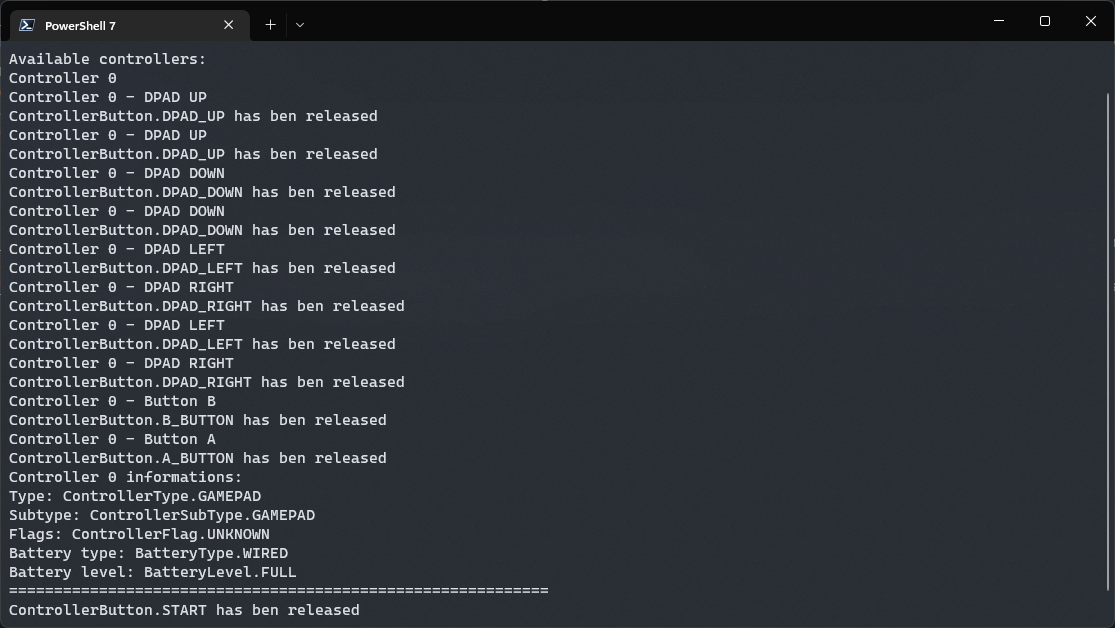 PowerShell 7
Available controllers:
Controller 0
Controller 0 - DPAD UP
ControllerButton.DPAD_UP has ben released
Controller 0 - DPAD UP
ControllerButton.DPAD_UP has ben released
Controller 0 - DPAD DOWN
ControllerButton.DPAD_DOWN has ben released
Controller 0 - DPAD DOWN
ControllerButton.DPAD_DOWN has ben released
Controller 0 - DPAD LEFT
ControllerButton.DPAD_LEFT has ben released
Controller 0 - DPAD RIGHT
ControllerButton.DPAD_RIGHT has ben released
Controller 0 - DPAD LEFT
ControllerButton.DPAD_LEFT has ben released
Controller 0 - DPAD RIGHT
ControllerButton.DPAD_RIGHT has ben released
Controller 0 - Button B
ControllerButton.B_BUTTON has ben released
Controller 0 - Button A
ControllerButton.A_BUTTON has ben released
Controller 0 informations:
Type: ControllerType.GAMEPAD
Subtype: ControllerSubType.GAMEPAD
Flags: ControllerFlag.UNKNOWN
Battery type: BatteryType.WIRED
Battery level: BatteryLevel.FULL
============================================================
ControllerButton.START has ben released